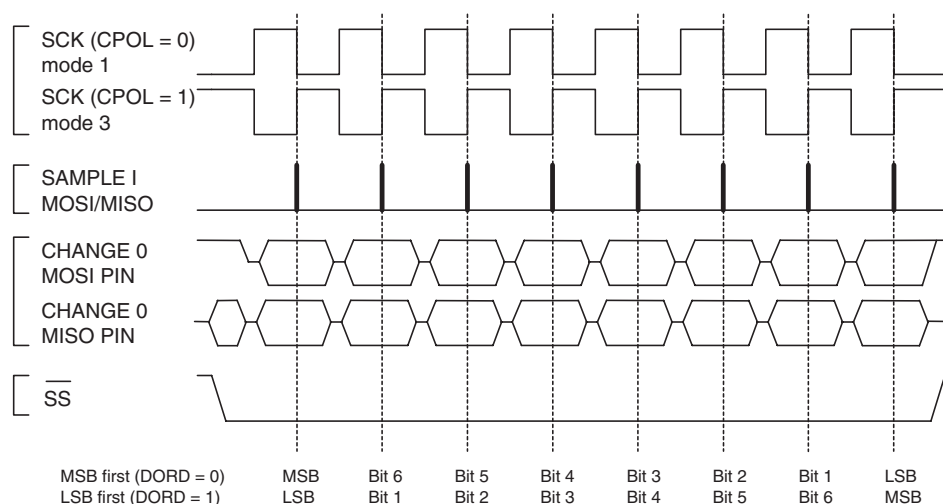 SCK (CPOL = 0)
mode 1
SCK (CPOL = 1)
mode 3
SAMPLE I
MOSI/MISO
CHANGE 0
MOSI PIN
CHANGE 0
MISO PIN
SS
MSB first (DORD = 0) MSB Bit 6 Bit 5 Bit 4 Bit 3 Bit 2 Bit 1 LSB
LSB first (DORD = 1) LSB Bit 1 Bit 2 Bit 3 Bit 4 Bit 5 Bit 6 MSB